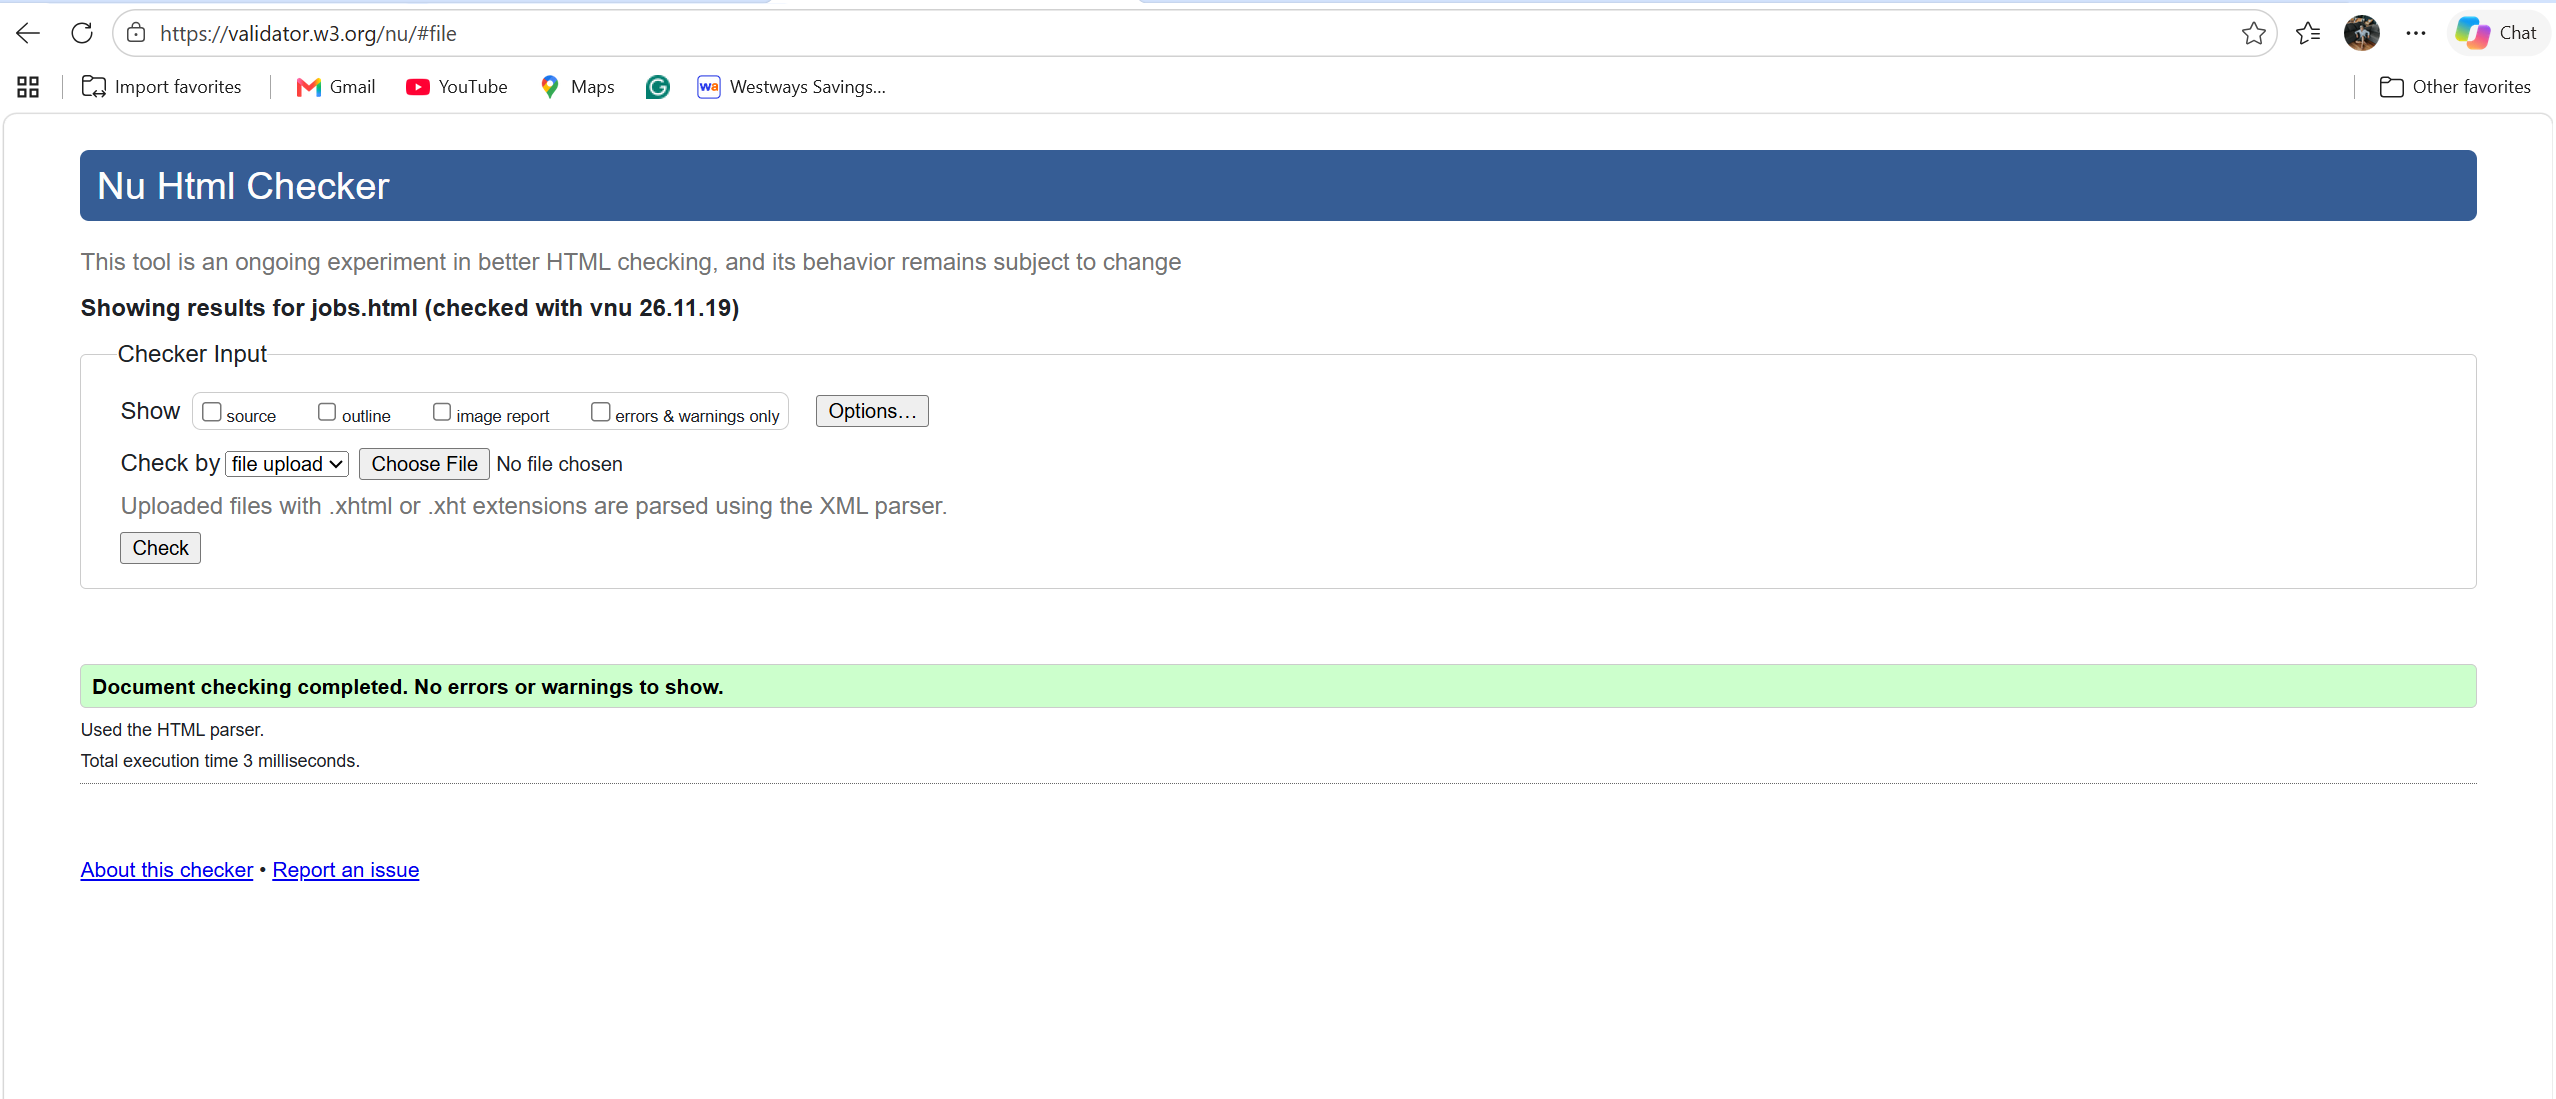 https://validator.w3.org/nu/#file
Chat
Import favorites
Gmail
YouTube
Maps
G
wa
Westways Savings...
Other favorites
Nu Html Checker
This tool is an ongoing experiment in better HTML checking, and its behavior remains subject to change
Showing results for jobs.html (checked with vnu 26.11.19)
Checker Input
Show source outline image report errors & warnings only Options...
Check by file upload Choose File No file chosen
Uploaded files with .xhtml or .xht extensions are parsed using the XML parser.
Check
Document checking completed. No errors or warnings to show.
Used the HTML parser.
Total execution time 3 milliseconds.
About this checker • Report an issue